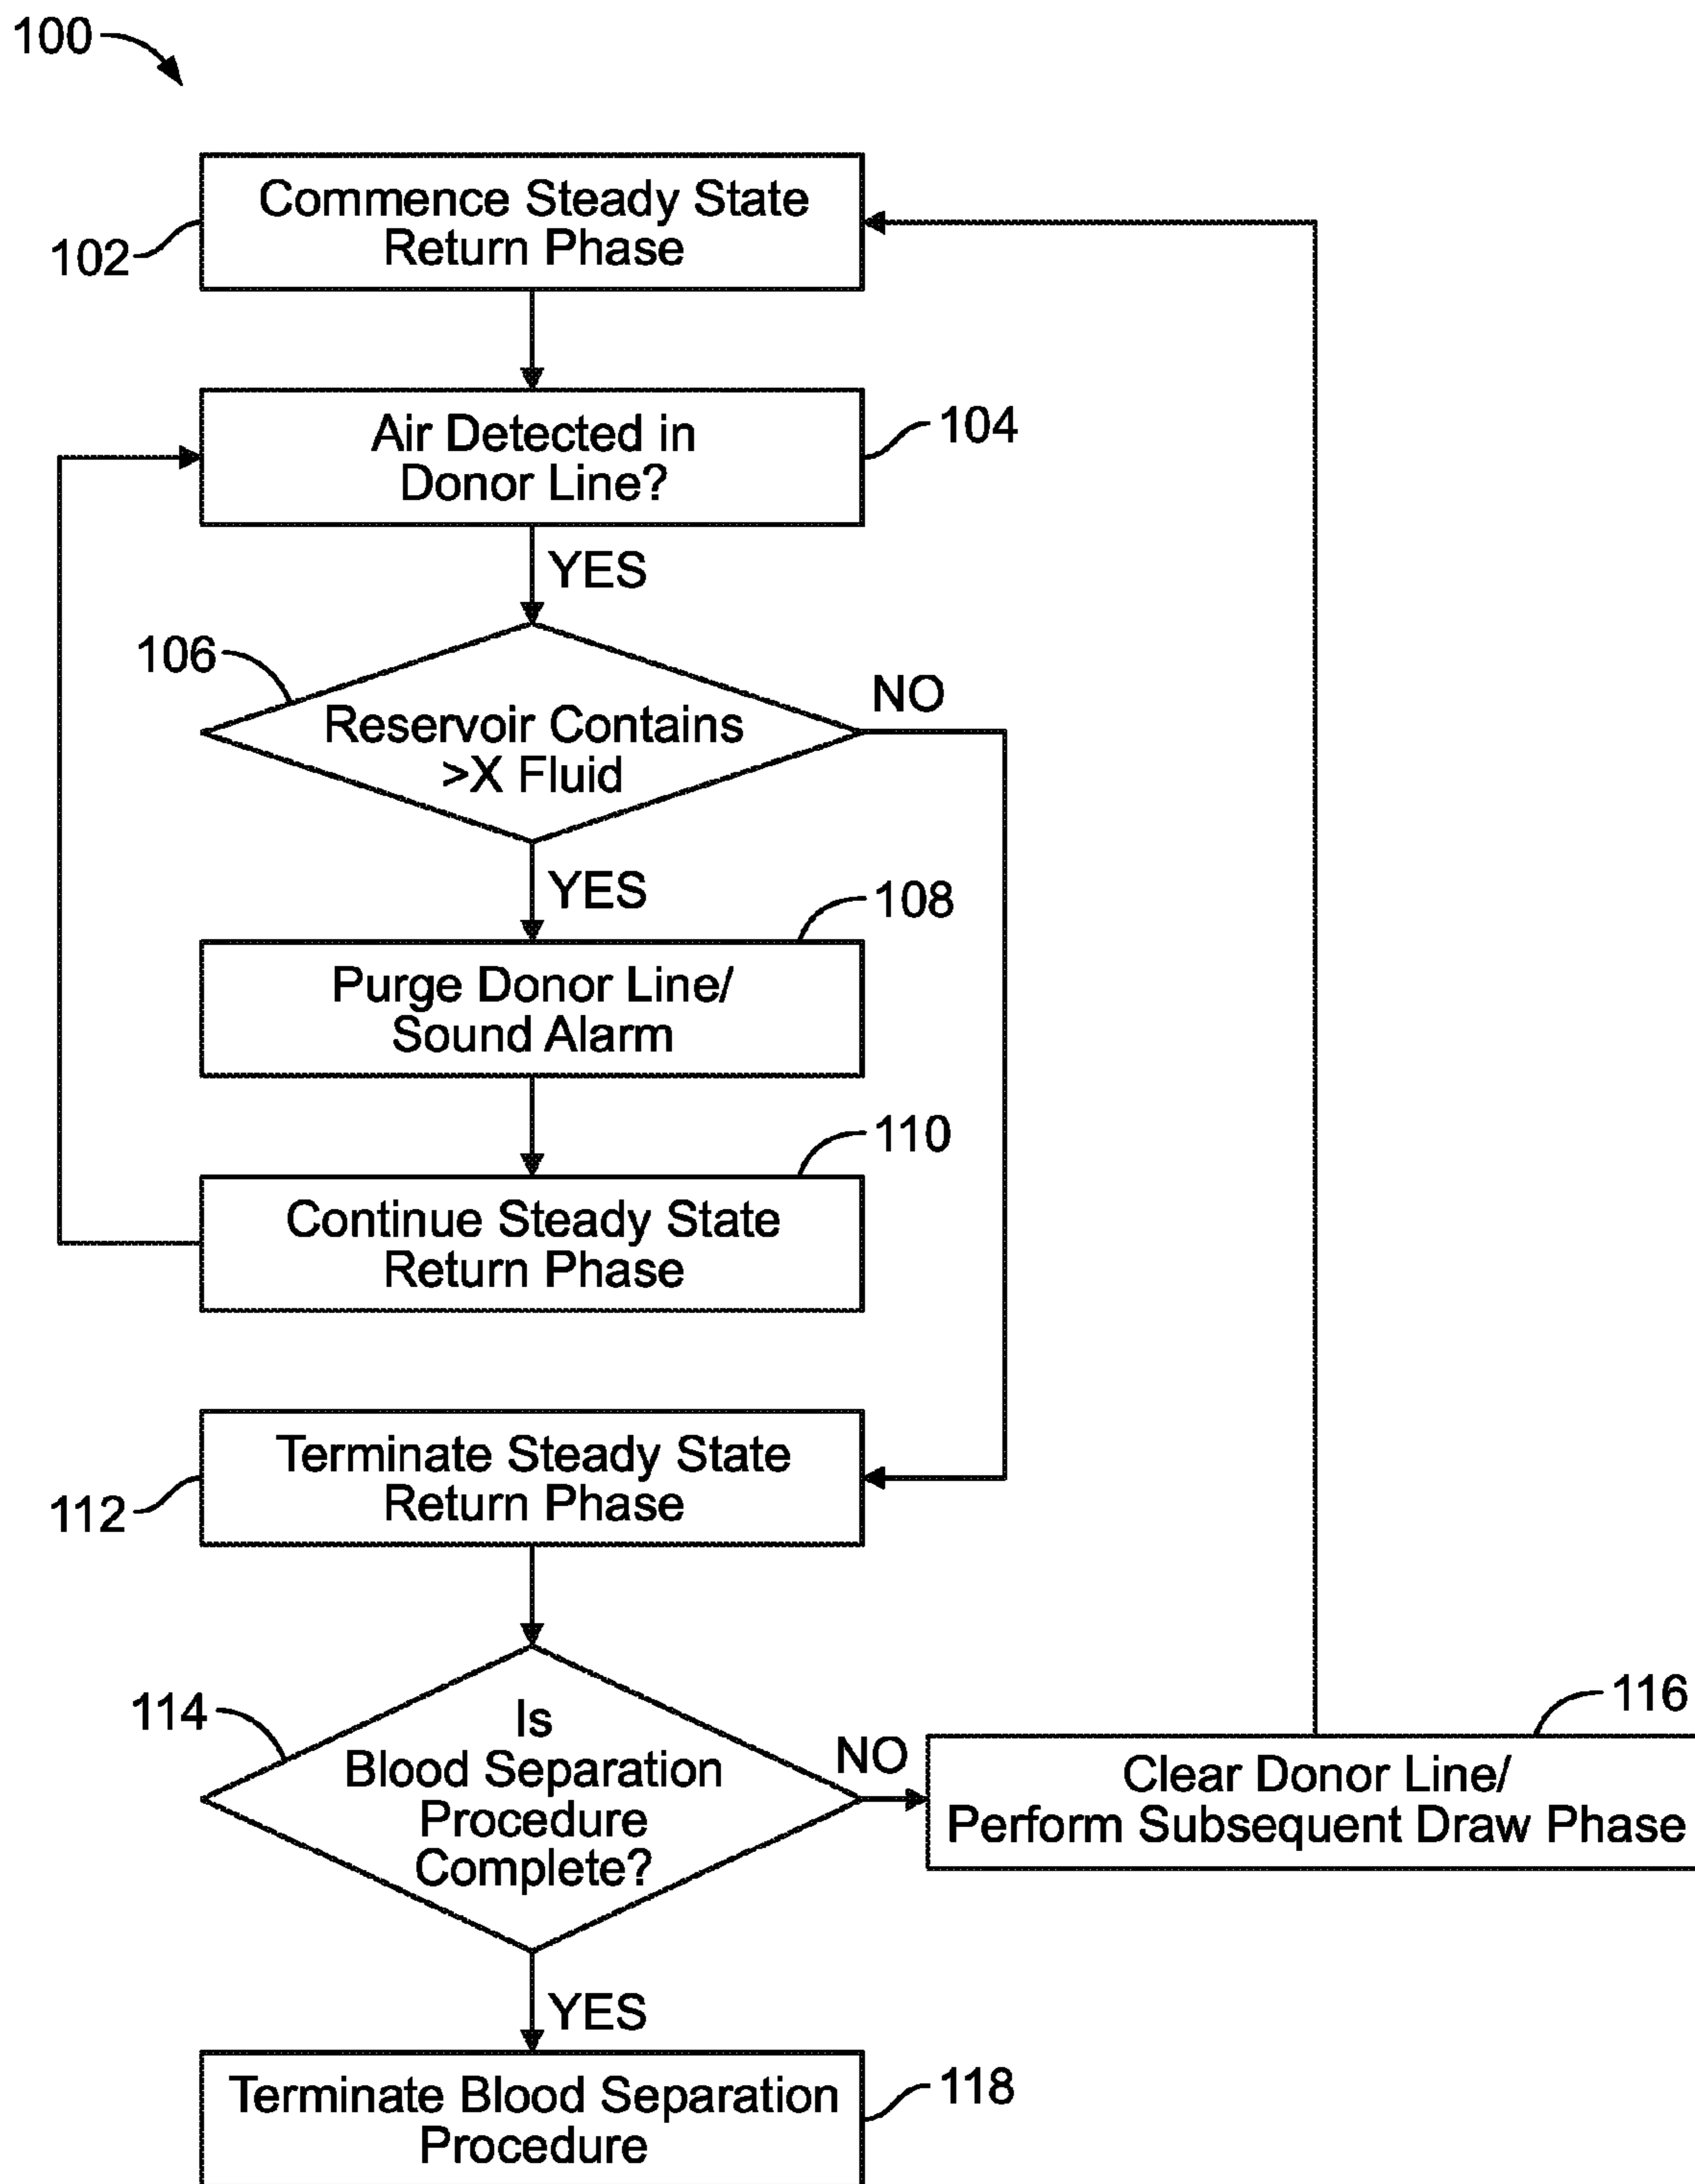 100
Commence Steady State
Return Phase
102
Air Detected in
Donor Line?
104
YES
106
Reservoir Contains
>X Fluid
NO
YES
108
Purge Donor Line/
Sound Alarm
110
Continue Steady State
Return Phase
Terminate Steady State
Return Phase
112
114
Is
Blood Separation
Procedure
Complete?
NO
116
Clear Donor Line/
Perform Subsequent Draw Phase
YES
Terminate Blood Separation
Procedure
118